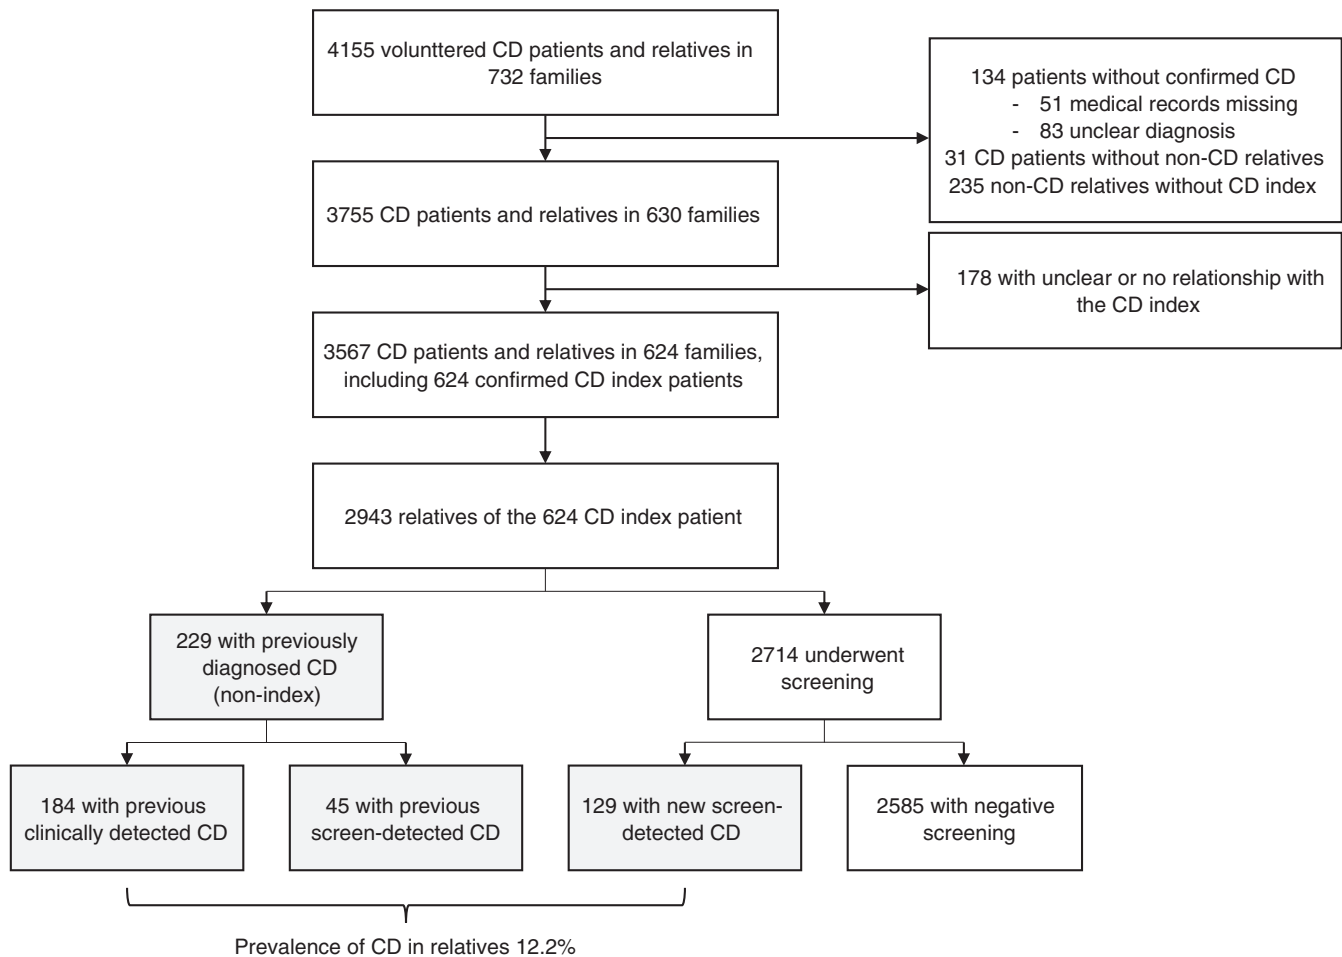 4155 volunttered CD patients and relatives in
732 families
134 patients without confirmed CD
- 51 medical records missing
- 83 unclear diagnosis
31 CD patients without non-CD relatives
235 non-CD relatives without CD index
3755 CD patients and relatives in 630 families
178 with unclear or no relationship with
the CD index
3567 CD patients and relatives in 624 families,
including 624 confirmed CD index patients
2943 relatives of the 624 CD index patient
229 with previously
diagnosed CD
(non-index)
2714 underwent
screening
184 with previous
clinically detected CD
45 with previous
screen-detected CD
129 with new screen-
detected CD
2585 with negative
screening
Prevalence of CD in relatives 12.2%